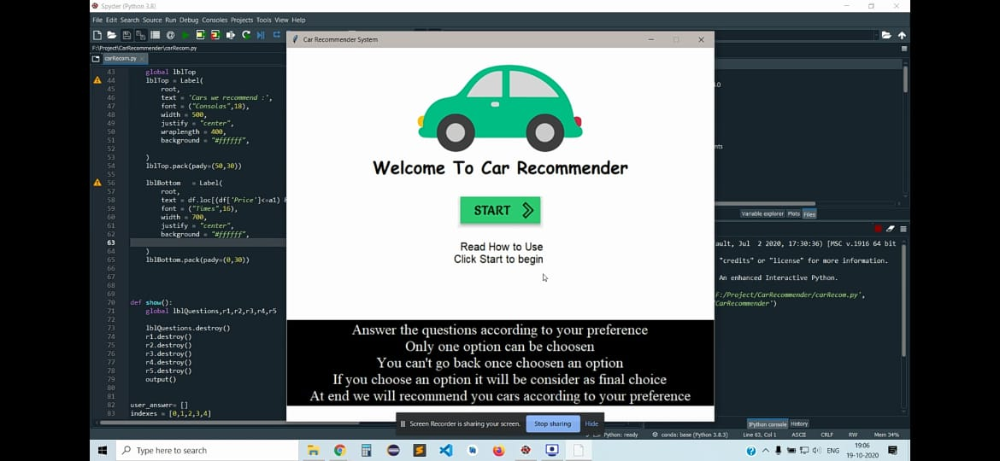 Spyder (Python 3.8)
File Edit Search Source Run Debug Consoles Projects Tools View Help
F:\Project\CarRecommender\carRecom.py
carRecom.py
43 global lblTop
44 lblTop = Label(
45 root,
46 text = 'Cars we recommend :',
47 font = ("Consolas",18),
48 width = 500,
49 justify = "center",
50 wraplength = 400,
51 background = "#ffffff",
52
53 )
54 lblTop.pack(pady=(50,30))
55
56 lblBottom = Label(
57 root,
58 text = df.loc[(df['Price']<=a1) &
59 font = ("Times",16),
60 width = 700,
61 justify = "center",
62 background = "#ffffff",
63
64 )
65 lblBottom.pack(pady=(0,30))
66
67
68
69
70 def show():
71 global lblQuestions,r1,r2,r3,r4,r5
72
73 lblQuestions.destroy()
74 r1.destroy()
75 r2.destroy()
76 r3.destroy()
77 r4.destroy()
78 r5.destroy()
79 output()
80
81
82 user_answer= []
83 indexes = [0,1,2,3,4]
Car Recommender System
Welcome To Car Recommender
START
Read How to Use
Click Start to begin
Answer the questions according to your preference
Only one option can be choosen
You can't go back once choosen an option
If you choose an option it will be consider as final choice
At end we will recommend you cars according to your preference
Variable explorer Plots Files
ault, Jul 2 2020, 17:30:36) [MSC v.1916 64 bit
"credits" or "license" for more information.
An enhanced Interactive Python.
F:/Project/CarRecommender/carRecom.py',
CarRecommender')
IPython console History
Screen Recorder is sharing your screen. Stop sharing Hide
Python: ready conda: base (Python 3.8.3) Line 63, Col 1 ASCII CRLF RW Mem 34%
Type here to search
ENG
19:06
19-10-2020